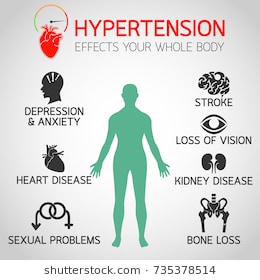 HYPERTENSION
EFFECTS YOUR WHOLE BODY
DEPRESSION
& ANXIETY
STROKE
LOSS OF VISION
HEART DISEASE
KIDNEY DISEASE
SEXUAL PROBLEMS
BONE LOSS
shutterstock.com • 735378514